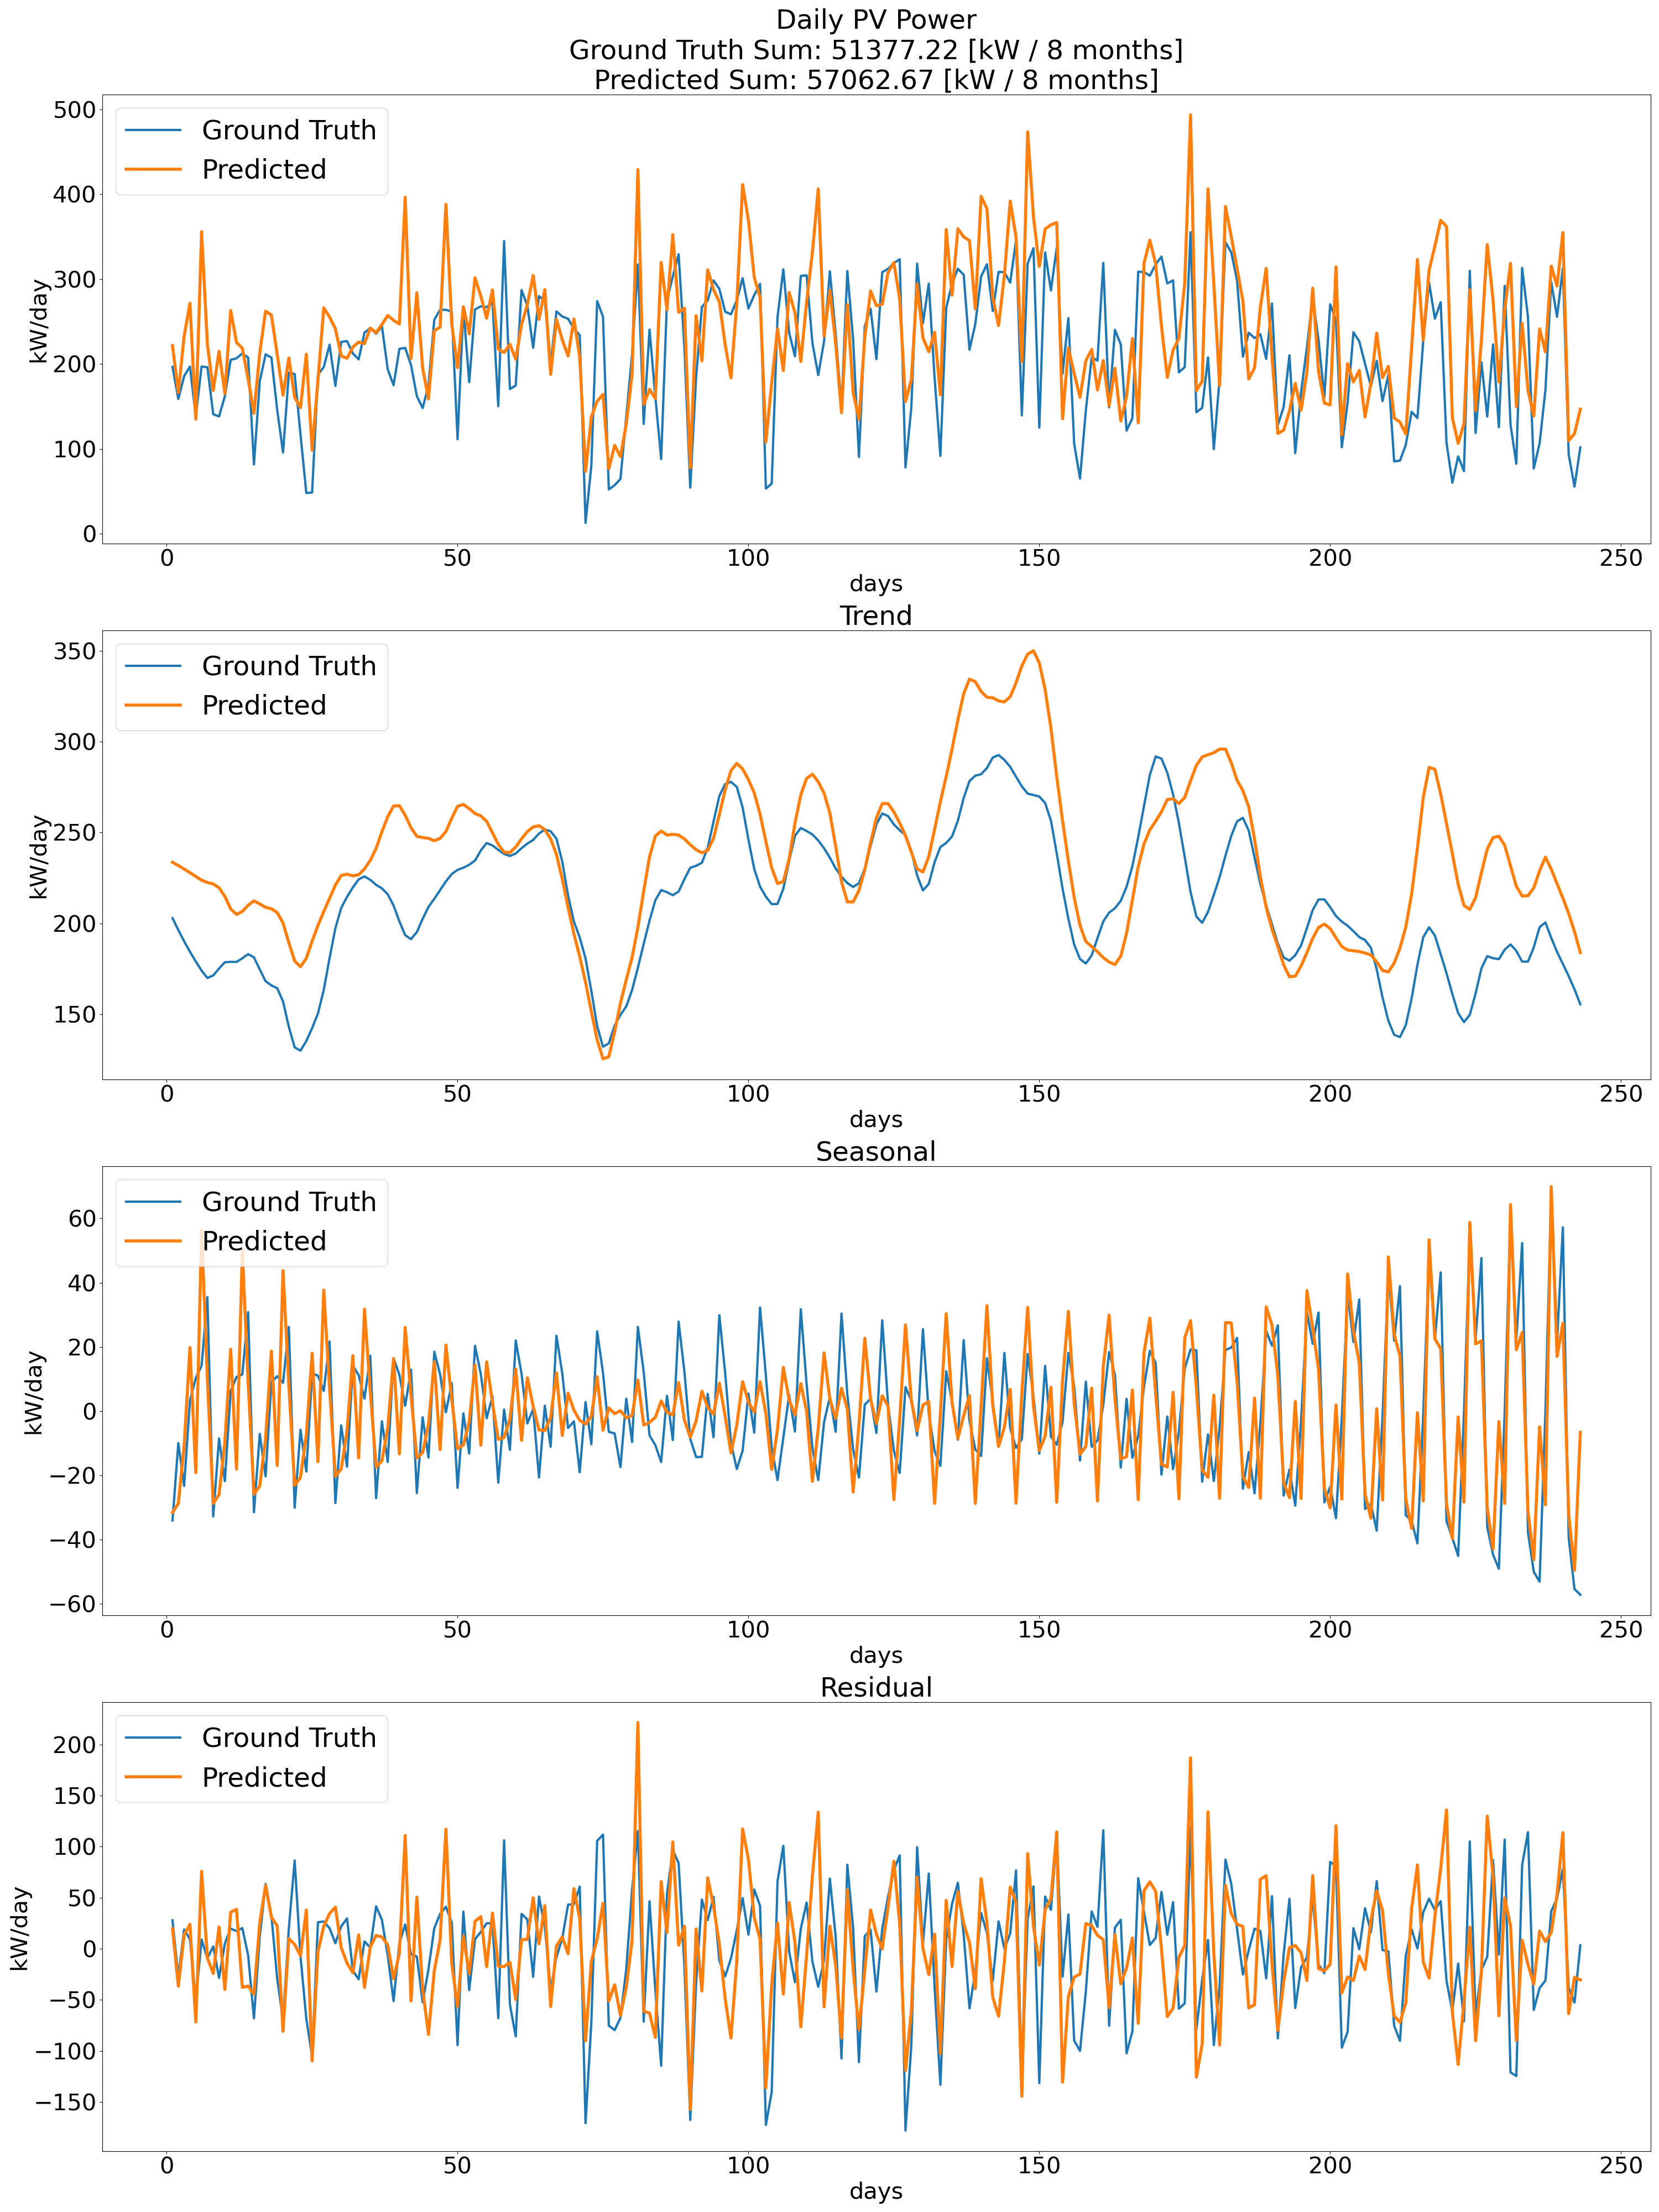 Daily PV Power
Ground Truth Sum: 51377.22 [kW / 8 months]
Predicted Sum: 57062.67 [kW / 8 months]
500
400
300
200
100
0
kW/day
Ground Truth
Predicted
0 50 100 150 200 250
days
Trend
350
300
250
200
150
kW/day
Ground Truth
Predicted
0 50 100 150 200 250
days
Seasonal
60
40
20
0
−20
−40
−60
kW/day
Ground Truth
Predicted
0 50 100 150 200 250
days
Residual
200
150
100
50
0
−50
−100
−150
kW/day
Ground Truth
Predicted
0 50 100 150 200 250
days